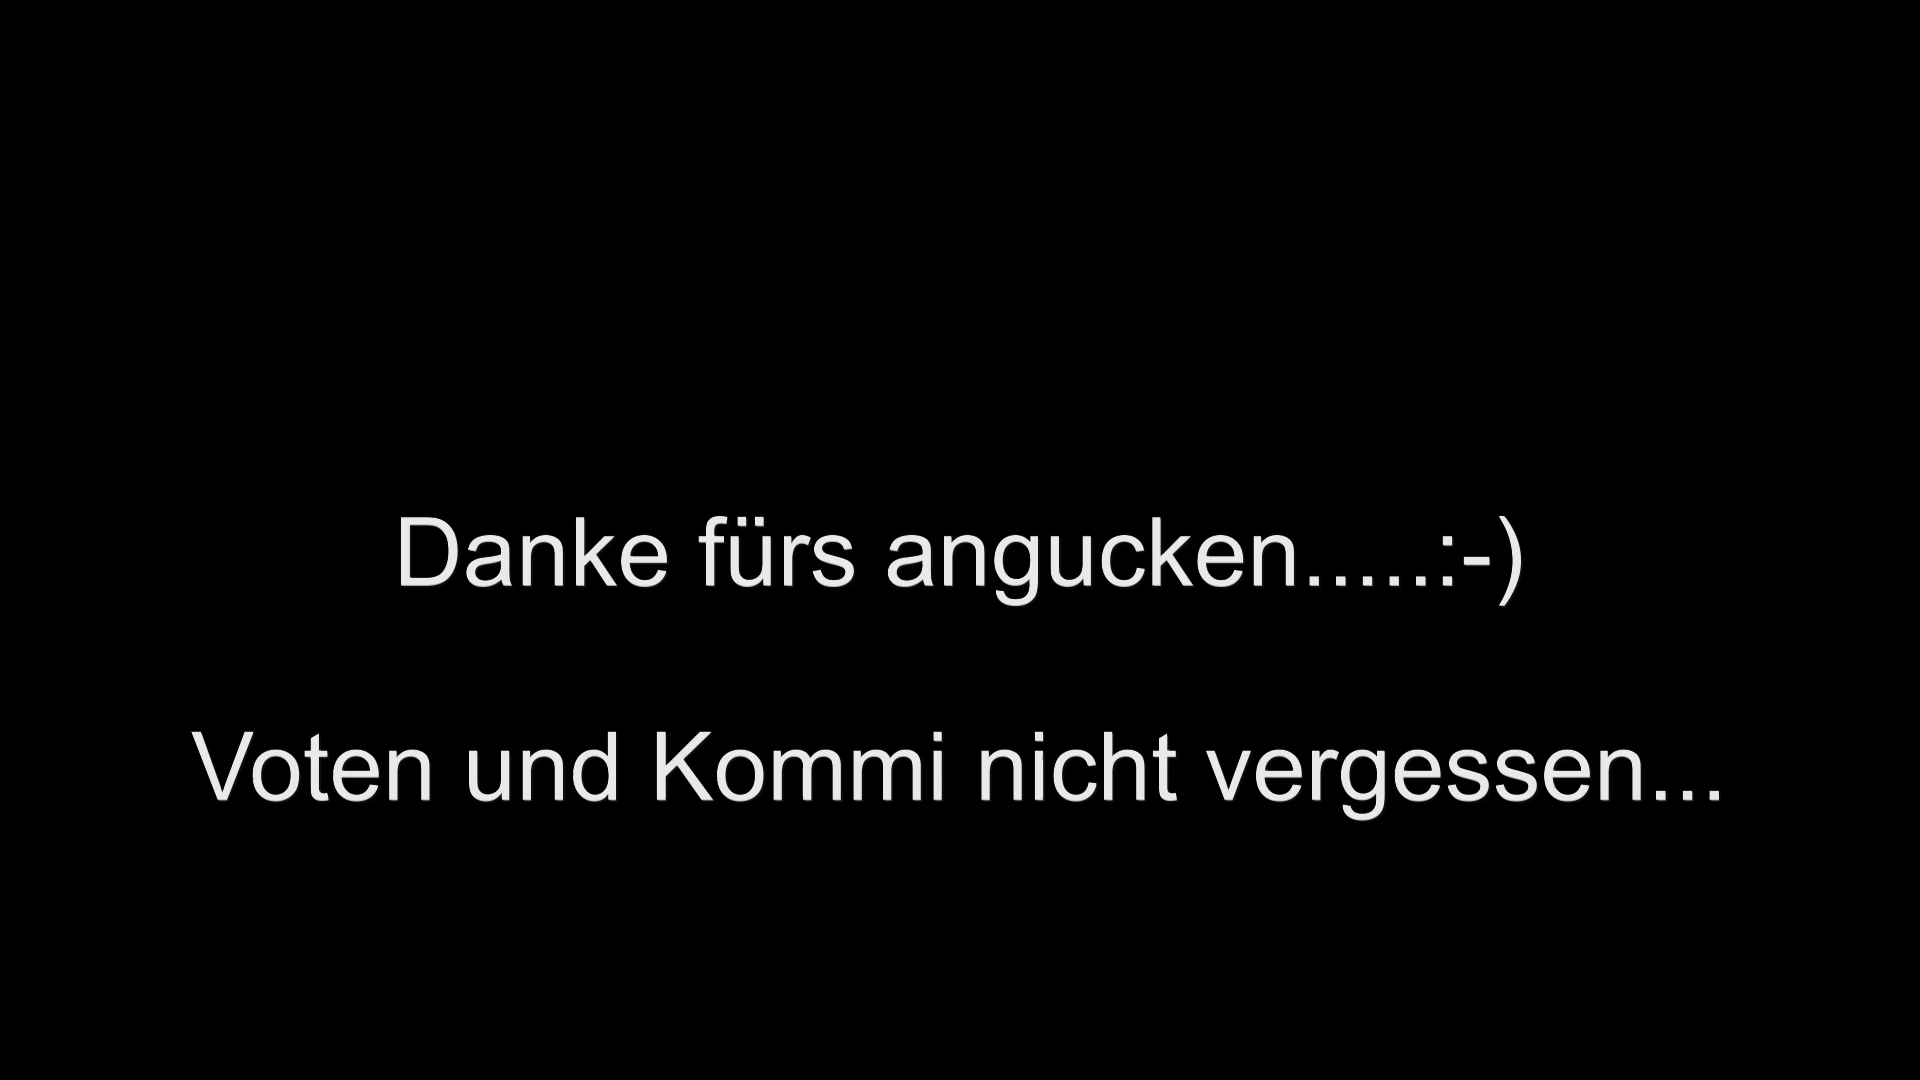 Danke fürs angucken.....:-)
Voten und Kommi nicht vergessen...